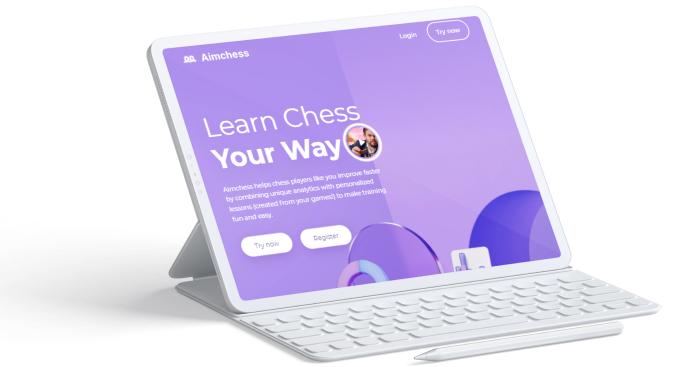 Aimchess
Login
Try now
Learn Chess
Your Way
Aimchess helps chess players like you improve faster
by combining unique analytics with personalized
lessons (created from your games!) to make training
fun and easy.
Try now
Register